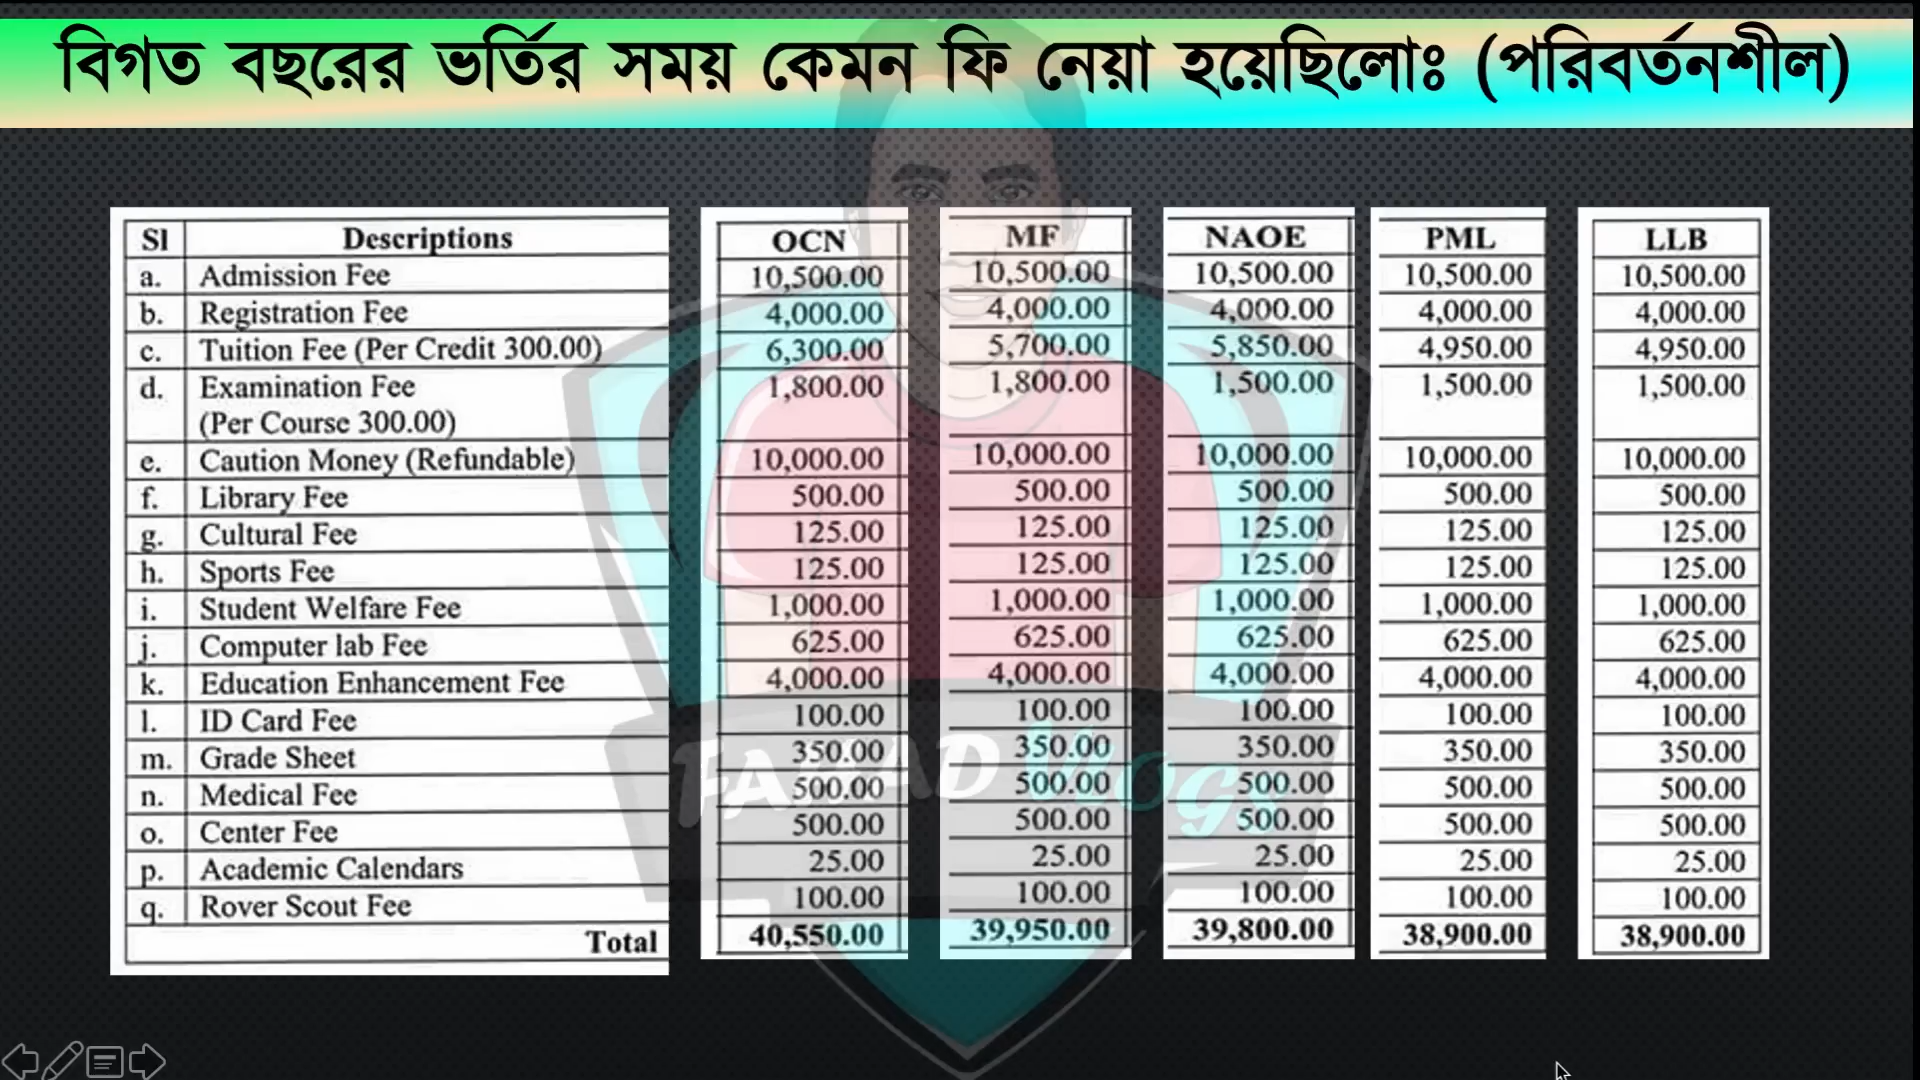 বিগত বছরের ভর্তির সময় কেমন ফি নেয়া হয়েছিলোঃ (পরিবর্তনশীল)
Sl Descriptions OCN MF NAOE PML LLB
a. Admission Fee 10,500.00 10,500.00 10,500.00 10,500.00 10,500.00
b. Registration Fee 4,000.00 4,000.00 4,000.00 4,000.00 4,000.00
c. Tuition Fee (Per Credit 300.00) 6,300.00 5,700.00 5,850.00 4,950.00 4,950.00
d. Examination Fee 1,800.00 1,800.00 1,500.00 1,500.00 1,500.00
(Per Course 300.00)
e. Caution Money (Refundable) 10,000.00 10,000.00 10,000.00 10,000.00 10,000.00
f. Library Fee 500.00 500.00 500.00 500.00 500.00
g. Cultural Fee 125.00 125.00 125.00 125.00 125.00
h. Sports Fee 125.00 125.00 125.00 125.00 125.00
i. Student Welfare Fee 1,000.00 1,000.00 1,000.00 1,000.00 1,000.00
j. Computer lab Fee 625.00 625.00 625.00 625.00 625.00
k. Education Enhancement Fee 4,000.00 4,000.00 4,000.00 4,000.00 4,000.00
l. ID Card Fee 100.00 100.00 100.00 100.00 100.00
m. Grade Sheet 350.00 350.00 350.00 350.00 350.00
n. Medical Fee 500.00 500.00 500.00 500.00 500.00
o. Center Fee 500.00 500.00 500.00 500.00 500.00
p. Academic Calendars 25.00 25.00 25.00 25.00 25.00
q. Rover Scout Fee 100.00 100.00 100.00 100.00 100.00
Total 40,550.00 39,950.00 39,800.00 38,900.00 38,900.00
Vlogs